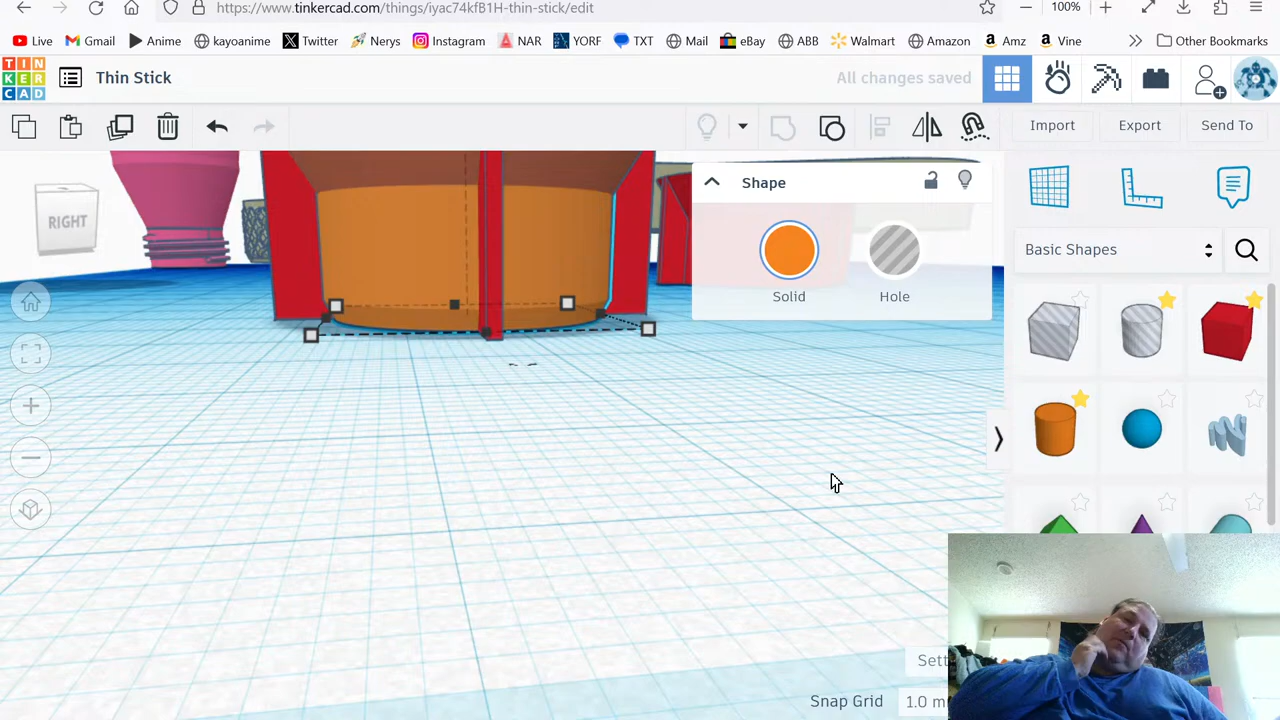 https://www.tinkercad.com/things/iyac74kfB1H-thin-stick/edit
100%
Live
Gmail
Anime
kayoanime
Twitter
Nerys
Instagram
NAR
YORF
TXT
Mail
eBay
ABB
Walmart
Amazon
Amz
Vine
Other Bookmarks
TIN
KER
CAD
Thin Stick
All changes saved
Import
Export
Send To
RIGHT
Shape
Solid
Hole
Basic Shapes
Snap Grid
1.0